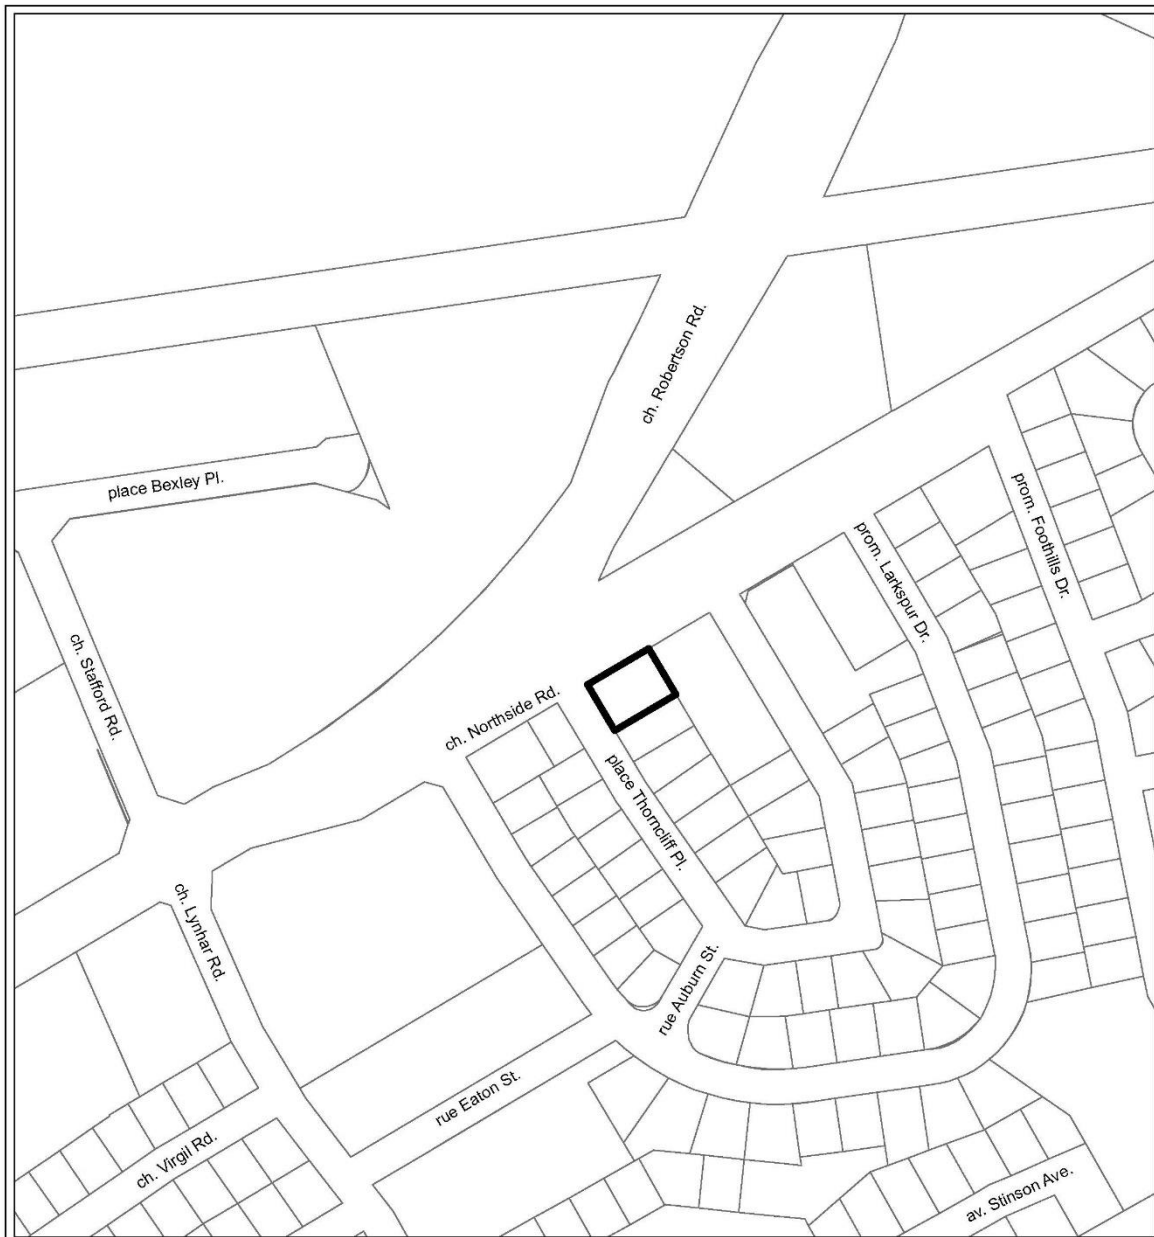 ch. Robertson Rd.
place Bexley Pl.
prom. Foothills Dr.
prom. Larkspur Dr.
ch. Stafford Rd.
ch. Northside Rd.
place Thorncliff Pl.
ch. Lynhar Rd.
rue Auburn St.
rue Eaton St.
ch. Virgil Rd.
av. Stinson Ave.